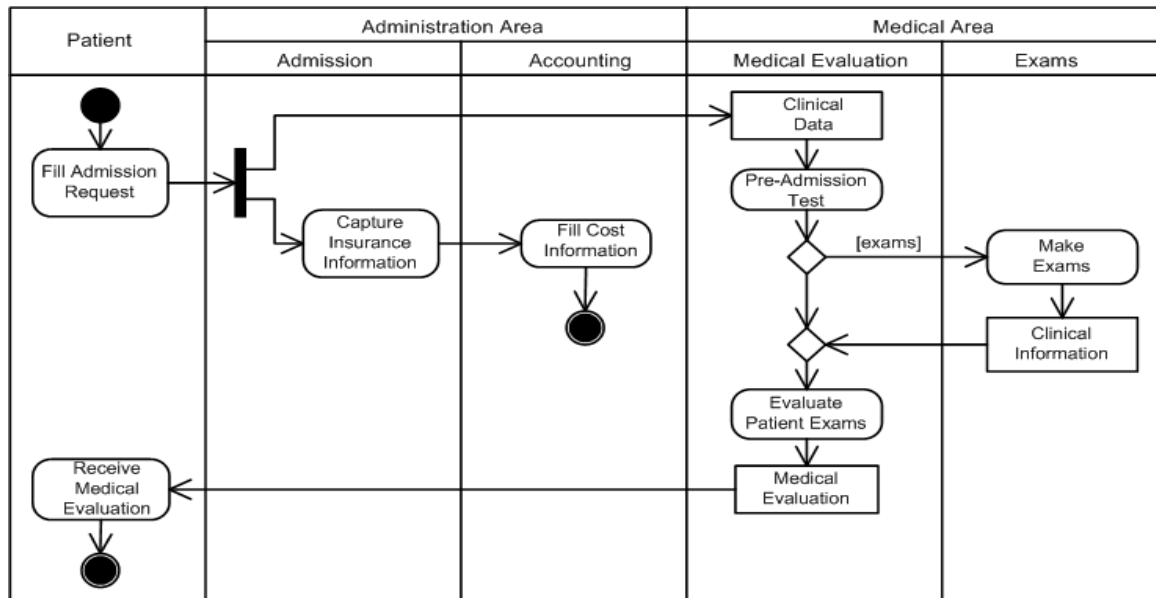 Patient
Administration Area
Medical Area
Admission
Accounting
Medical Evaluation
Exams
Fill Admission
Request
Capture
Insurance
Information
Fill Cost
Information
Clinical
Data
Pre-Admission
Test
[exams]
Make
Exams
Clinical
Information
Evaluate
Patient Exams
Medical
Evaluation
Receive
Medical
Evaluation